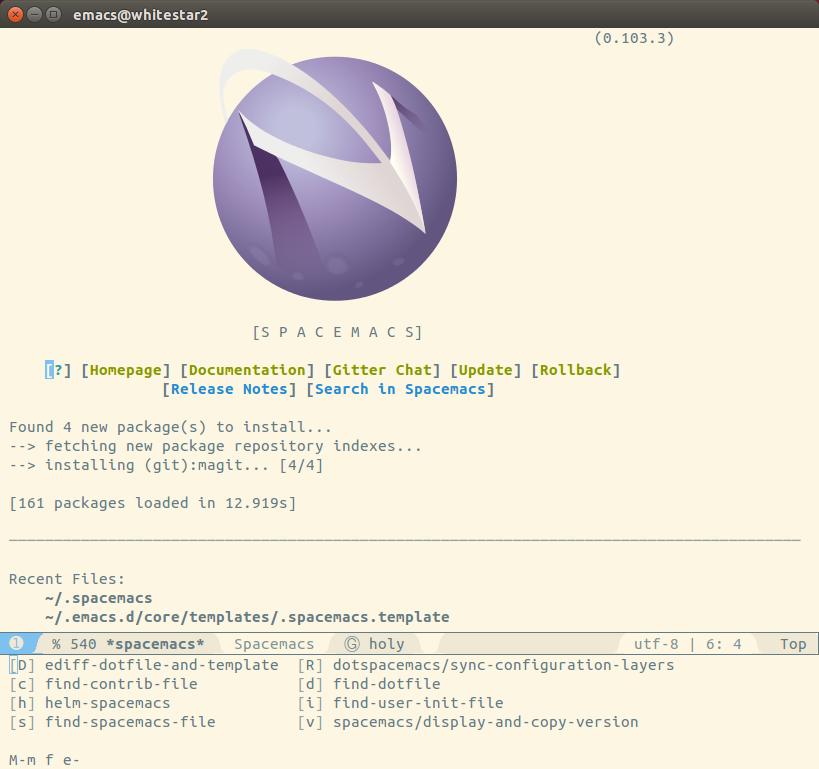 emacs@whitestar2
(0.103.3)
[S P A C E M A C S]
[?] [Homepage] [Documentation] [Gitter Chat] [Update] [Rollback]
[Release Notes] [Search in Spacemacs]
Found 4 new package(s) to install...
--> fetching new package repository indexes...
--> installing (git):magit... [4/4]
[161 packages loaded in 12.919s]
Recent Files:
~/.spacemacs
~/.emacs.d/core/templates/.spacemacs.template
① % 540 *spacemacs* Spacemacs Ⓖ holy utf-8 | 6: 4 Top
[D] ediff-dotfile-and-template [R] dotspacemacs/sync-configuration-layers
[c] find-contrib-file [d] find-dotfile
[h] helm-spacemacs [i] find-user-init-file
[s] find-spacemacs-file [v] spacemacs/display-and-copy-version
M-m f e-